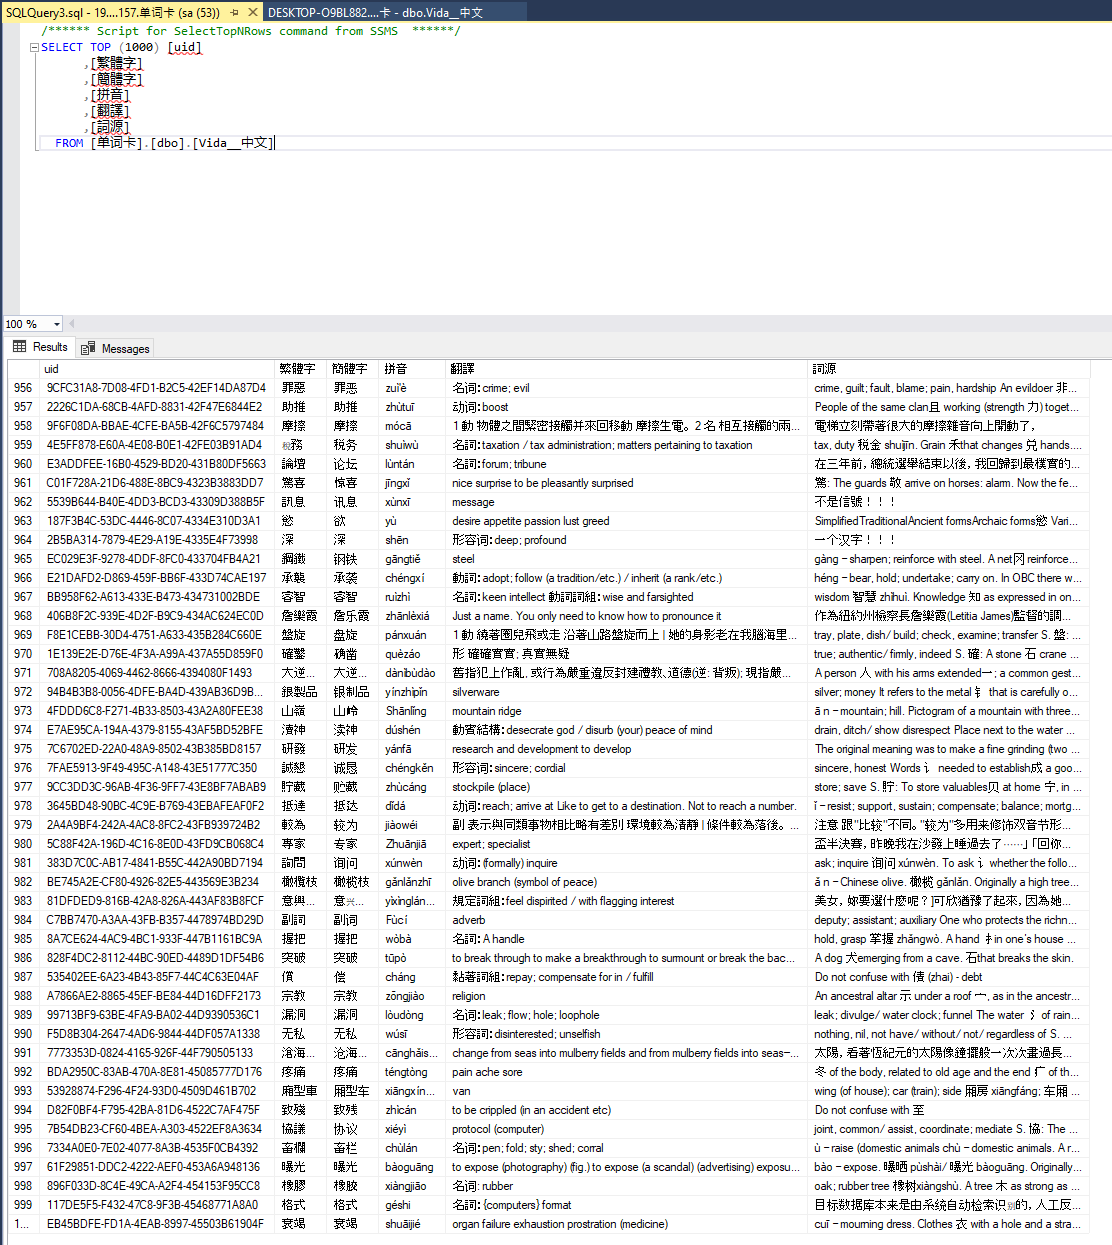 SQLQuery3.sql - 19....157.单词卡 (sa (53)) DESKTOP-O9BL882....卡 - dbo.Vida__中文
/****** Script for SelectTopNRows command from SSMS ******/
SELECT TOP (1000) [uid]
,[繁體字]
,[簡體字]
,[拼音]
,[翻譯]
,[詞源]
FROM [单词卡].[dbo].[Vida__中文]
100 %
Results Messages
uid 繁體字 簡體字 拼音 翻譯 詞源
956 9CFC31A8-7D08-4FD1-B2C5-42EF14DA87D4 罪惡 罪恶 zuì'è 名词: crime; evil crime, guilt; fault, blame; pain, hardship An evildoer 非...
957 2226C1DA-68CB-4AFD-8831-42F47E6844E2 助推 助推 zhùtuī 动词: boost People of the same clan且 working (strength 力) toget...
958 9F6F08DA-BBAE-4CFE-BA5B-42F6C5797484 摩擦 摩擦 mócā 1 動 物體之間緊密接觸并來回移動 摩擦生電。2 名 相互接觸的兩... 電梯立刻帶著很大的摩擦雜音向上開動了，
959 4E5FF878-E60A-4E08-B0E1-42FE03B91AD4 税務 税务 shuìwù 名詞: taxation / tax administration; matters pertaining to taxation tax, duty 税金 shuìjīn. Grain 禾that changes 兑 hands....
960 E3ADDFEE-16B0-4529-BD20-431B80DF5663 論壇 论坛 lùntán 名詞: forum; tribune 在三年前，總統選舉結束以後，我回歸到最樸實的...
961 C01F728A-21D6-488E-8BC9-4323B3883DD7 驚喜 惊喜 jīngxǐ nice surprise to be pleasantly surprised 驚: The guards 敬 arrive on horses: alarm. Now the fe...
962 5539B644-B40E-4DD3-BCD3-43309D388B5F 訊息 讯息 xùnxī message 不是信號！！！
963 187F3B4C-53DC-4446-8C07-4334E310D3A1 慾 欲 yù desire appetite passion lust greed SimplifiedTraditionalAncient formsArchaic forms慾 Vari...
964 2B5BA314-7879-4E29-A19E-4335E4F73998 深 深 shēn 形容词: deep; profound 一个汉字！！！
965 EC029E3F-9278-4DDF-8FC0-433704FB4A21 鋼鐵 钢铁 gāngtiě steel gàng – sharpen; reinforce with steel. A net冈 reinforce...
966 E21DAFD2-D869-459F-BB6F-433D74CAE197 承襲 承袭 chéngxí 動詞: adopt; follow (a tradition/etc.) / inherit (a rank/etc.) héng – bear, hold; undertake; carry on. In OBC there w...
967 BB958F62-A613-433E-B473-434731002BDE 睿智 睿智 ruìzhì 名詞: keen intellect 動詞詞組: wise and farsighted wisdom 智慧 zhìhuì. Knowledge 知 as expressed in on...
968 406B8F2C-939E-4D2F-B9C9-434AC624EC0D 詹樂霞 詹乐霞 zhānlèxiá Just a name. You only need to know how to pronounce it 作為紐約州檢察長詹樂霞(Letitia James)監督的調...
969 F8E1CEBB-30D4-4751-A633-435B284C660E 盤旋 盘旋 pánxuán 1 動 繞著圈兒飛或走 沿著山路盤旋而上 | 她的身影老在我腦海里... tray, plate, dish/ build; check, examine; transfer S. 盤: ...
970 1E139E2E-D76E-4F3A-A99A-437A55D859F0 確鑿 确凿 quèzáo 形 確確實實; 真實無疑 true; authentic/ firmly, indeed S. 確: A stone 石 crane ...
971 708A8205-4069-4462-8666-4394080F1493 大逆... 大逆... dànìbùdào 舊指犯上作亂, 或行為嚴重違反封建禮教、道德(逆: 背叛); 現指嚴... A person 人 with his arms extended一; a common gest...
972 94B4B3B8-0056-4DFE-BA4D-439AB36D9B... 銀製品 银制品 yínzhìpǐn silverware silver; money It refers to the metal 钅 that is carefully o...
973 4FDDD6C8-F271-4B33-8503-43A2A80FEE38 山嶺 山岭 Shānlǐng mountain ridge ā n – mountain; hill. Pictogram of a mountain with three...
974 E7AE95CA-194A-4379-8155-43AF5BD52BFE 瀆神 渎神 dúshén 動賓結構: desecrate god / disturb (your) peace of mind drain, ditch/ show disrespect Place next to the water ...
975 7C6702ED-22A0-48A9-8502-43B385BD8157 研發 研发 yánfā research and development to develop The original meaning was to make a fine grinding (two ...
976 7FAE5913-9F49-495C-A148-43E51777C350 誠懇 诚恳 chéngkěn 形容词: sincere; cordial sincere, honest Words 讠 needed to establish成 a goo...
977 9CC3DD3C-96AB-4F36-9FF7-43E8BF7ABAB9 貯藏 贮藏 zhùcáng stockpile (place) store; save S. 貯: To store valuables贝 at home 宁, in ...
978 3645BD48-90BC-4C9E-B769-43EBAFEAF0F2 抵達 抵达 dǐdá 动词: reach; arrive at Like to get to a destination. Not to reach a number. ǐ – resist; support, sustain; compensate; balance; mortg...
979 2A4A9BF4-242A-4AC8-8FC2-43FB939724B2 較為 较为 jiàowéi 副 表示與同類事物相比略有差別 環境較為清靜 | 條件較為落後。... 注意 跟"比较"不同。"较为"多用来修饰双音节形...
980 5C88F42A-196D-4C16-8E0D-43FD9CB068C4 專家 专家 Zhuānjiā expert; specialist 盃半決賽，昨晚我在沙發上睡過去了……」「回你...
981 383D7C0C-AB17-4841-B55C-442A90BD7194 詢問 询问 xúnwèn 动词: (formally) inquire ask; inquire 询问 xúnwèn. To ask 讠 whether the follo...
982 BE745A2E-CF80-4926-82E5-443569E3B234 橄欖枝 橄榄枝 gǎnlǎnzhī olive branch (symbol of peace) ǎ n – Chinese olive. 橄榄 gǎnlǎn. Originally a high tree...
983 81DFDED9-816B-42A8-826A-443AF83B8FCF 意興... 意兴... yìxìnglán... 規定詞組: feel dispirited / with flagging interest 美女，妳要選什麼呢？]可欣猶豫了起來，因為她...
984 C7BB7470-A3AA-43FB-B357-4478974BD29D 副詞 副词 Fùcí adverb deputy; assistant; auxiliary One who protects the richn...
985 8A7CE624-4AC9-4BC1-933F-447B1161BC9A 握把 握把 wòbà 名詞: A handle hold, grasp 掌握 zhǎngwò. A hand 扌in one's house ...
986 828F4DC2-8112-44BC-90ED-4489D1DF54B6 突破 突破 tūpò to break through to make a breakthrough to surmount or break the bac... A dog 犬emerging from a cave. 石that breaks the skin.
987 535402EE-6A23-4B43-85F7-44C4C63E04AF 償 偿 cháng 黏著詞組: repay; compensate for in / fulfill Do not confuse with 債 (zhai) - debt
988 A7866AE2-8865-45EF-BE84-44D16DFF2173 宗教 宗教 zōngjiào religion An ancestral altar 示 under a roof 宀, as in the ancestr...
989 99713BF9-63BE-4FA9-BA02-44D9390536C1 漏洞 漏洞 lòudòng 名词: leak; flow; hole; loophole leak; divulge/ water clock; funnel The water 氵 of rain...
990 F5D8B304-2647-4AD6-9844-44DF057A1338 无私 无私 wúsī 形容词: disinterested; unselfish nothing, nil, not have/ without/ not/ regardless of S. ...
991 7773353D-0824-4165-926F-44F790505133 滄海... 沧海... cānghǎis... change from seas into mulberry fields and from mulberry fields into seas—... 太陽，看著恆紀元的太陽像鐘擺般一次次畫過長...
992 BDA2950C-83AB-470A-8E81-45085777D176 疼痛 疼痛 téngtòng pain ache sore 冬 of the body, related to old age and the end 疒 of th...
993 53928874-F296-4F24-93D0-4509D461B702 廂型車 厢型车 xiāngxín... van wing (of house); car (train); side 厢房 xiāngfáng; 车厢 ...
994 D82F0BF4-F795-42BA-81D6-4522C7AF475F 致殘 致残 zhìcán to be crippled (in an accident etc) Do not confuse with 至
995 7B54DB23-CF60-4BEA-A303-4522EF8A3634 協議 协议 xiéyì protocol (computer) joint, common/ assist, coordinate; mediate S. 協: The ...
996 7334A0E0-7E02-4077-8A3B-4535F0CB4392 畜欄 畜栏 chùlán 名词: pen; fold; sty; shed; corral ù – raise (domestic animals chù – domestic animals. A r...
997 61F29851-DDC2-4222-AEF0-453A6A948136 曝光 曝光 bàoguāng to expose (photography) (fig.) to expose (a scandal) (advertising) exposu... bào – expose. 曝晒 pùshài/ 曝光 bàoguāng. Originally...
998 896F033D-8C4E-49CA-A2F4-454153F95CC8 橡膠 橡胶 xiàngjiāo 名词: rubber oak; rubber tree 橡树xiàngshù. A tree 木 as strong as ...
999 117DE5F5-F432-47C8-9F3B-45468771A8A0 格式 格式 géshi 名詞: {computers} format 目标数据库本来是由系统自动检索识别的，人工反...
1... EB45BDFE-FD1A-4EAB-8997-45503B61904F 衰竭 衰竭 shuāijié organ failure exhaustion prostration (medicine) cuī – mourning dress. Clothes 衣 with a hole and a stra...